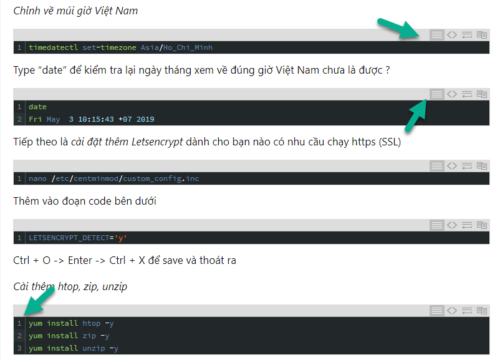 Chỉnh về múi giờ Việt Nam
1 timedatectl set-timezone Asia/Ho_Chi_Minh
Type “date” để kiểm tra lại ngày tháng xem về đúng giờ Việt Nam chưa là được ?
1 date
2 Fri May  3 10:15:43 +07 2019
Tiếp theo là cài đặt thêm Letsencrypt dành cho bạn nào có nhu cầu chạy https (SSL)
1 nano /etc/centminmod/custom_config.inc
Thêm vào đoạn code bên dưới
1 LETSENCRYPT_DETECT='y'
Ctrl + O -> Enter -> Ctrl + X để save và thoát ra
Cài thêm htop, zip, unzip
1 yum install htop -y
2 yum install zip -y
3 yum install unzip -y